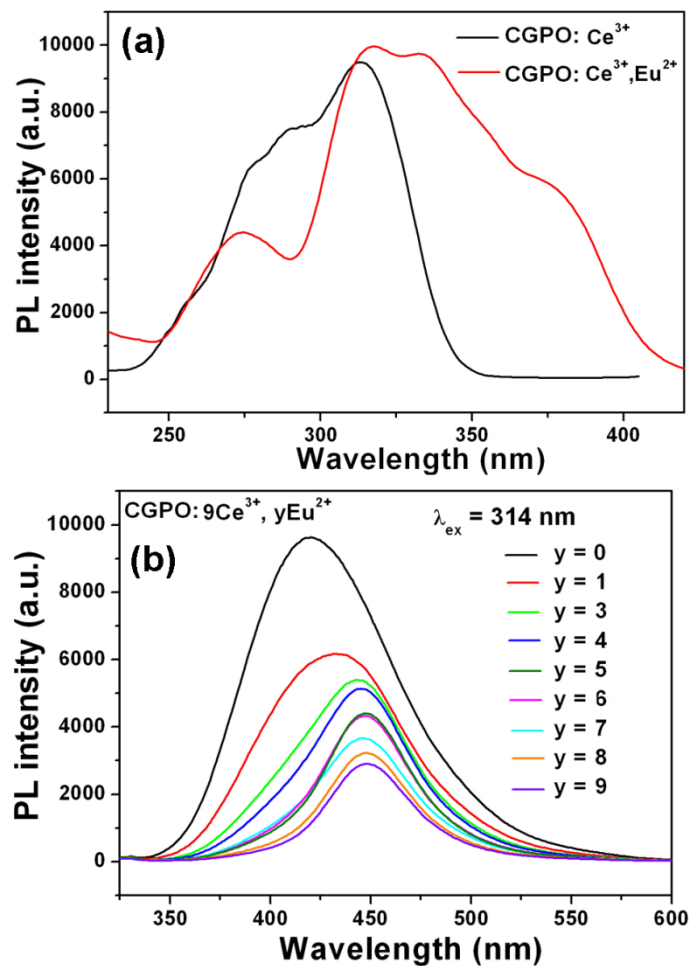 (a)
CGPO: Ce³⁺
CGPO: Ce³⁺,Eu²⁺
PL intensity (a.u.)
10000
8000
6000
4000
2000
0
250 300 350 400
Wavelength (nm)
CGPO: 9Ce³⁺, yEu²⁺
λex = 314 nm
(b)
y = 0
y = 1
y = 3
y = 4
y = 5
y = 6
y = 7
y = 8
y = 9
PL intensity (a.u.)
10000
8000
6000
4000
2000
0
350 400 450 500 550 600
Wavelength (nm)